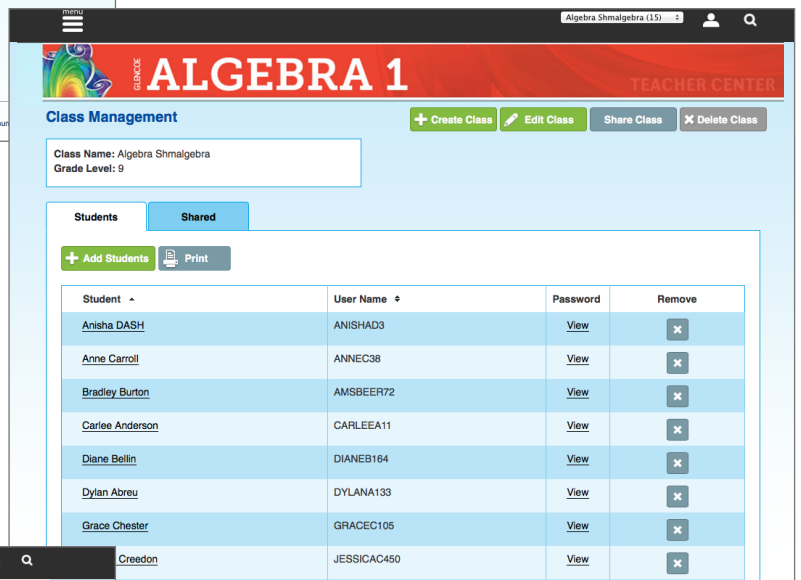 menu
Algebra Shmalgebra (15)
GLENCOE ALGEBRA 1
TEACHER CENTER
Class Management
Create Class Edit Class Share Class Delete Class
Class Name: Algebra Shmalgebra
Grade Level: 9
Students Shared
Add Students Print
Student User Name Password Remove
Anisha DASH ANISHAD3 View
Anne Carroll ANNEC38 View
Bradley Burton AMSBEER72 View
Carlee Anderson CARLEEA11 View
Diane Bellin DIANEB164 View
Dylan Abreu DYLANA133 View
Grace Chester GRACEC105 View
Creedon JESSICAC450 View